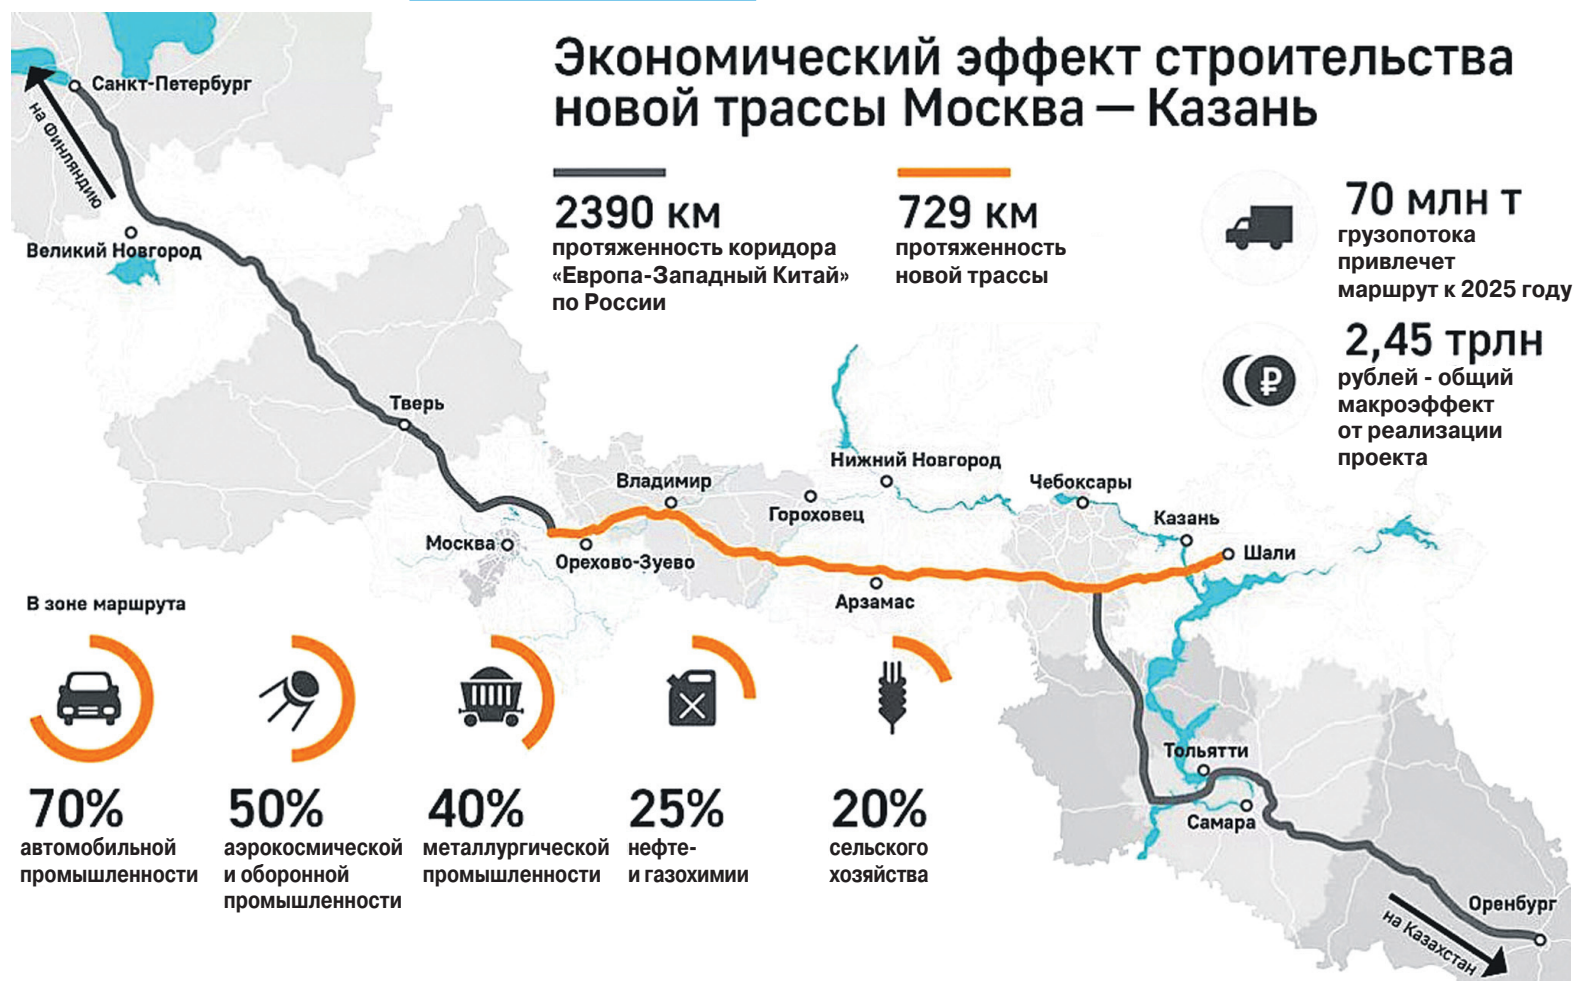 Экономический эффект строительства
новой трассы Москва — Казань
2390 км
протяженность коридора
«Европа-Западный Китай»
по России
729 км
протяженность
новой трассы
70 млн т
грузопотока
привлечет
маршрут к 2025 году
2,45 трлн
рублей - общий
макроэффект
от реализации
проекта
₽
Санкт-Петербург
на Финляндию
Великий Новгород
Тверь
Москва
Орехово-Зуево
Владимир
Гороховец
Нижний Новгород
Арзамас
Чебоксары
Казань
Шали
Тольятти
Самара
Оренбург
на Казахстан
В зоне маршрута
70%
автомобильной
промышленности
50%
аэрокосмической
и оборонной
промышленности
40%
металлургической
промышленности
25%
нефте-
и газохимии
20%
сельского
хозяйства